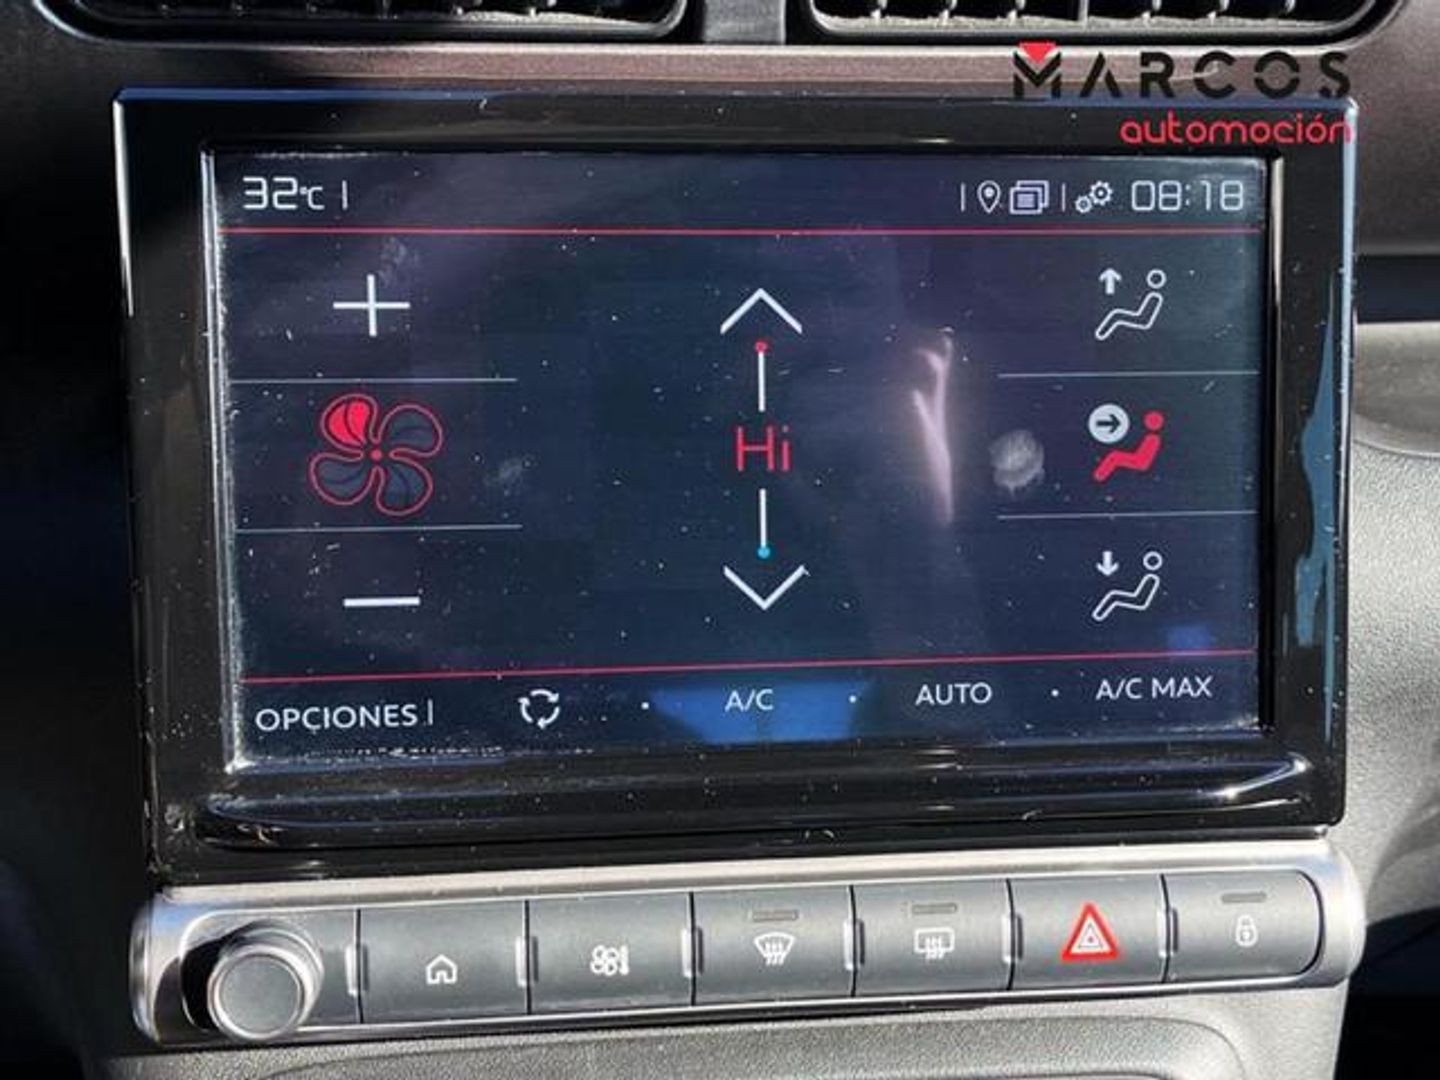 MARCOS
automoción
32°C
08:18
Hi
OPCIONES
A/C
AUTO
A/C MAX